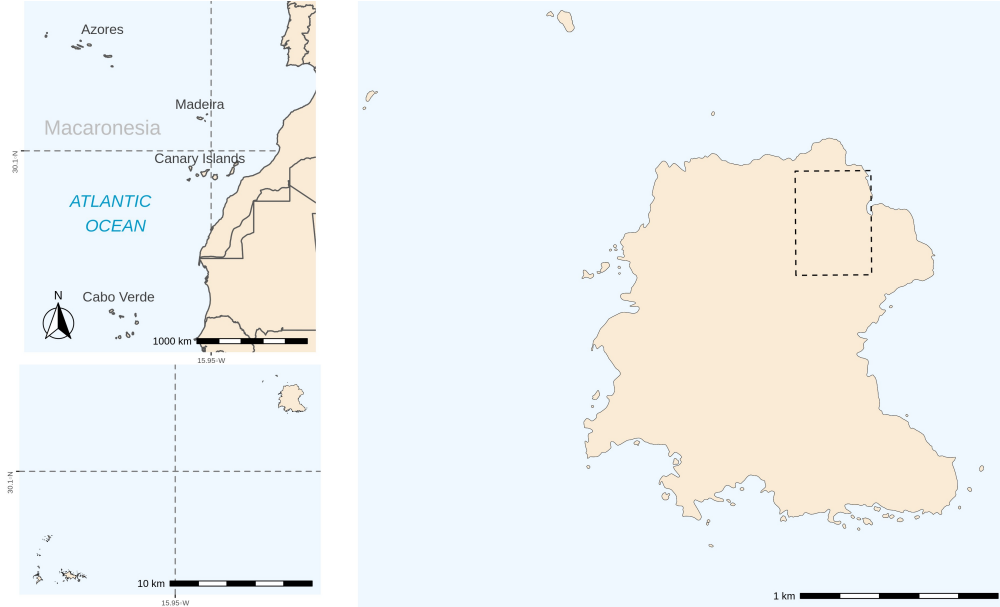 Azores
Madeira
Macaronesia
30.1°N
Canary Islands
ATLANTIC
OCEAN
N
Cabo Verde
1000 km
15.95°W
30.1°N
10 km
15.95°W
1 km